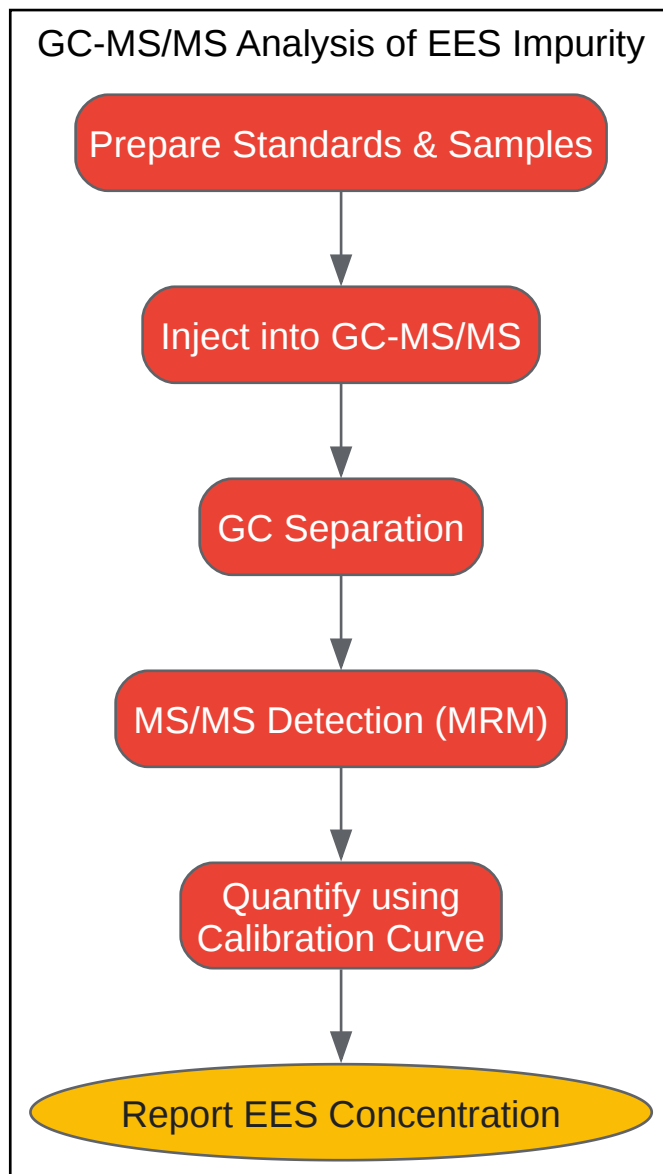 GC-MS/MS Analysis of EES Impurity
Prepare Standards & Samples
Inject into GC-MS/MS
GC Separation
MS/MS Detection (MRM)
Quantify using
Calibration Curve
Report EES Concentration